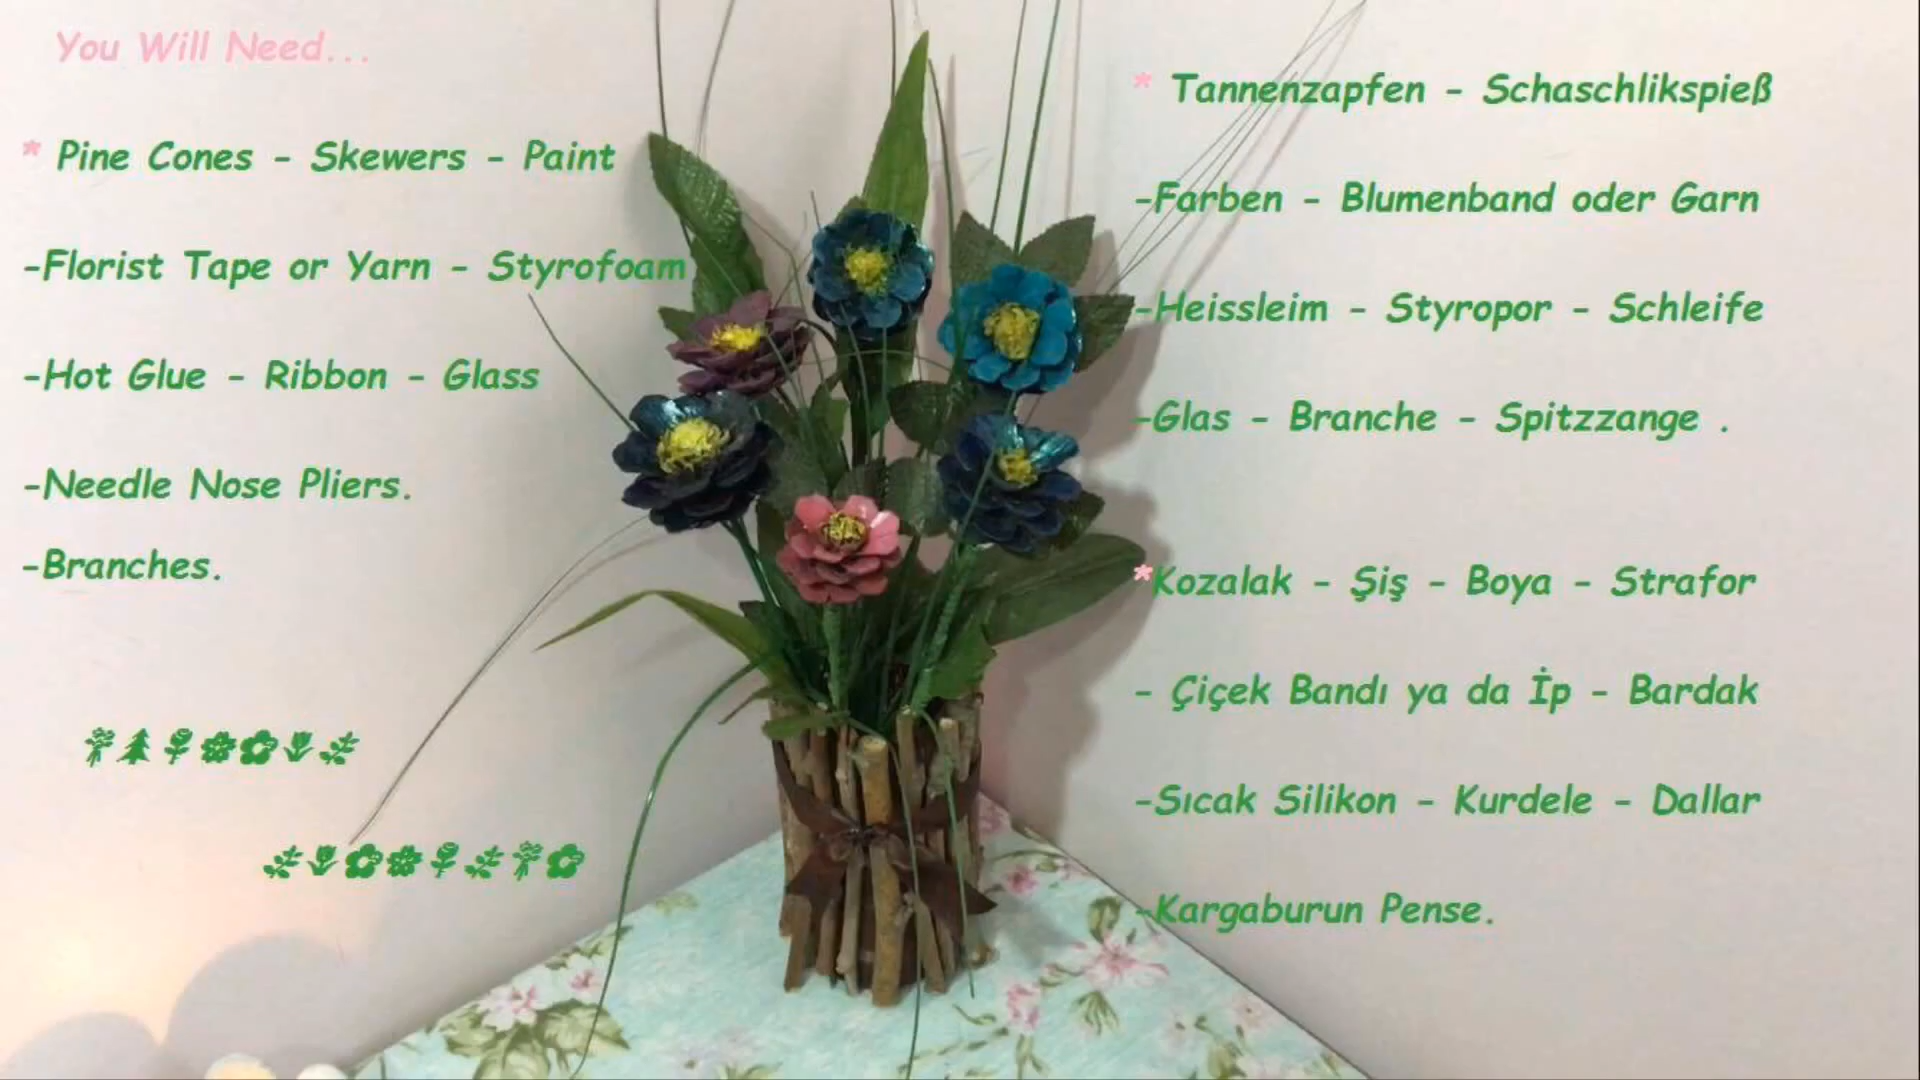 You Will Need...
* Pine Cones - Skewers - Paint
-Florist Tape or Yarn - Styrofoam
-Hot Glue - Ribbon - Glass
-Needle Nose Pliers.
-Branches.
* Tannenzapfen - Schaschlikspieß
-Farben - Blumenband oder Garn
-Heissleim - Styropor - Schleife
-Glas - Branche - Spitzzange .
*Kozalak - Şiş - Boya - Strafor
- Çiçek Bandı ya da İp - Bardak
-Sıcak Silikon - Kurdele - Dallar
-Kargaburun Pense.